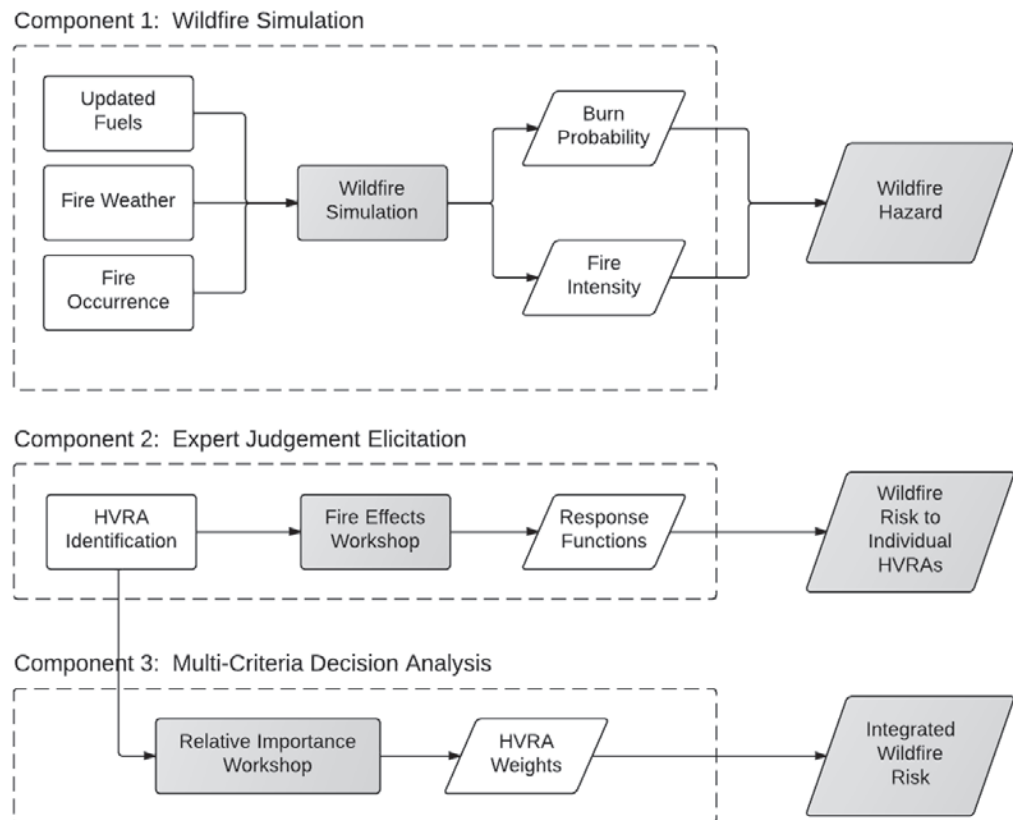 Component 1: Wildfire Simulation
Updated
Fuels
Fire Weather
Fire
Occurrence
Wildfire
Simulation
Burn
Probability
Fire
Intensity
Wildfire
Hazard
Component 2: Expert Judgement Elicitation
HVRA
Identification
Fire Effects
Workshop
Response
Functions
Wildfire
Risk to
Individual
HVRAs
Component 3: Multi-Criteria Decision Analysis
Relative Importance
Workshop
HVRA
Weights
Integrated
Wildfire
Risk